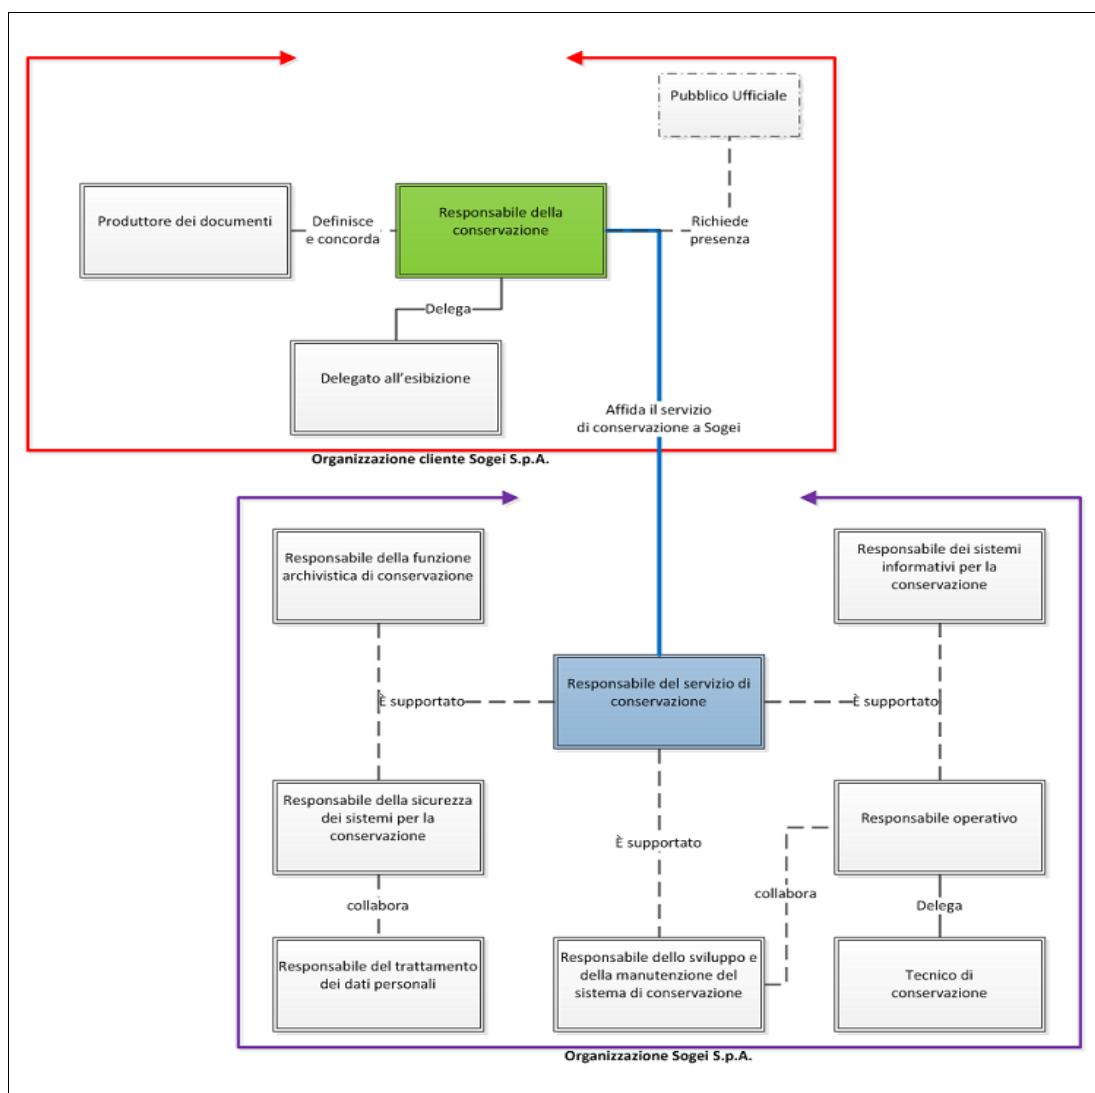 Pubblico Ufficiale
Produttore dei documenti
Definisce
e concorda
Responsabile della
conservazione
Richiede
presenza
Delega
Delegato all'esibizione
Affida il servizio
di conservazione a Sogei
Organizzazione cliente Sogei S.p.A.
Responsabile della funzione
archivistica di conservazione
Responsabile dei sistemi
informativi per la
conservazione
Responsabile del servizio di
conservazione
È supportato
È supportato
Responsabile della sicurezza
dei sistemi per la
conservazione
È supportato
Responsabile operativo
collabora
collabora
Delega
Responsabile del trattamento
dei dati personali
Responsabile dello sviluppo e
della manutenzione del
sistema di conservazione
Tecnico di
conservazione
Organizzazione Sogei S.p.A.